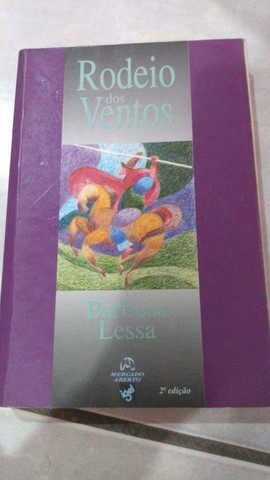 Rodeio
dos
Ventos
Barbosa
Lessa
MERCADO
ABERTO
2ª edição